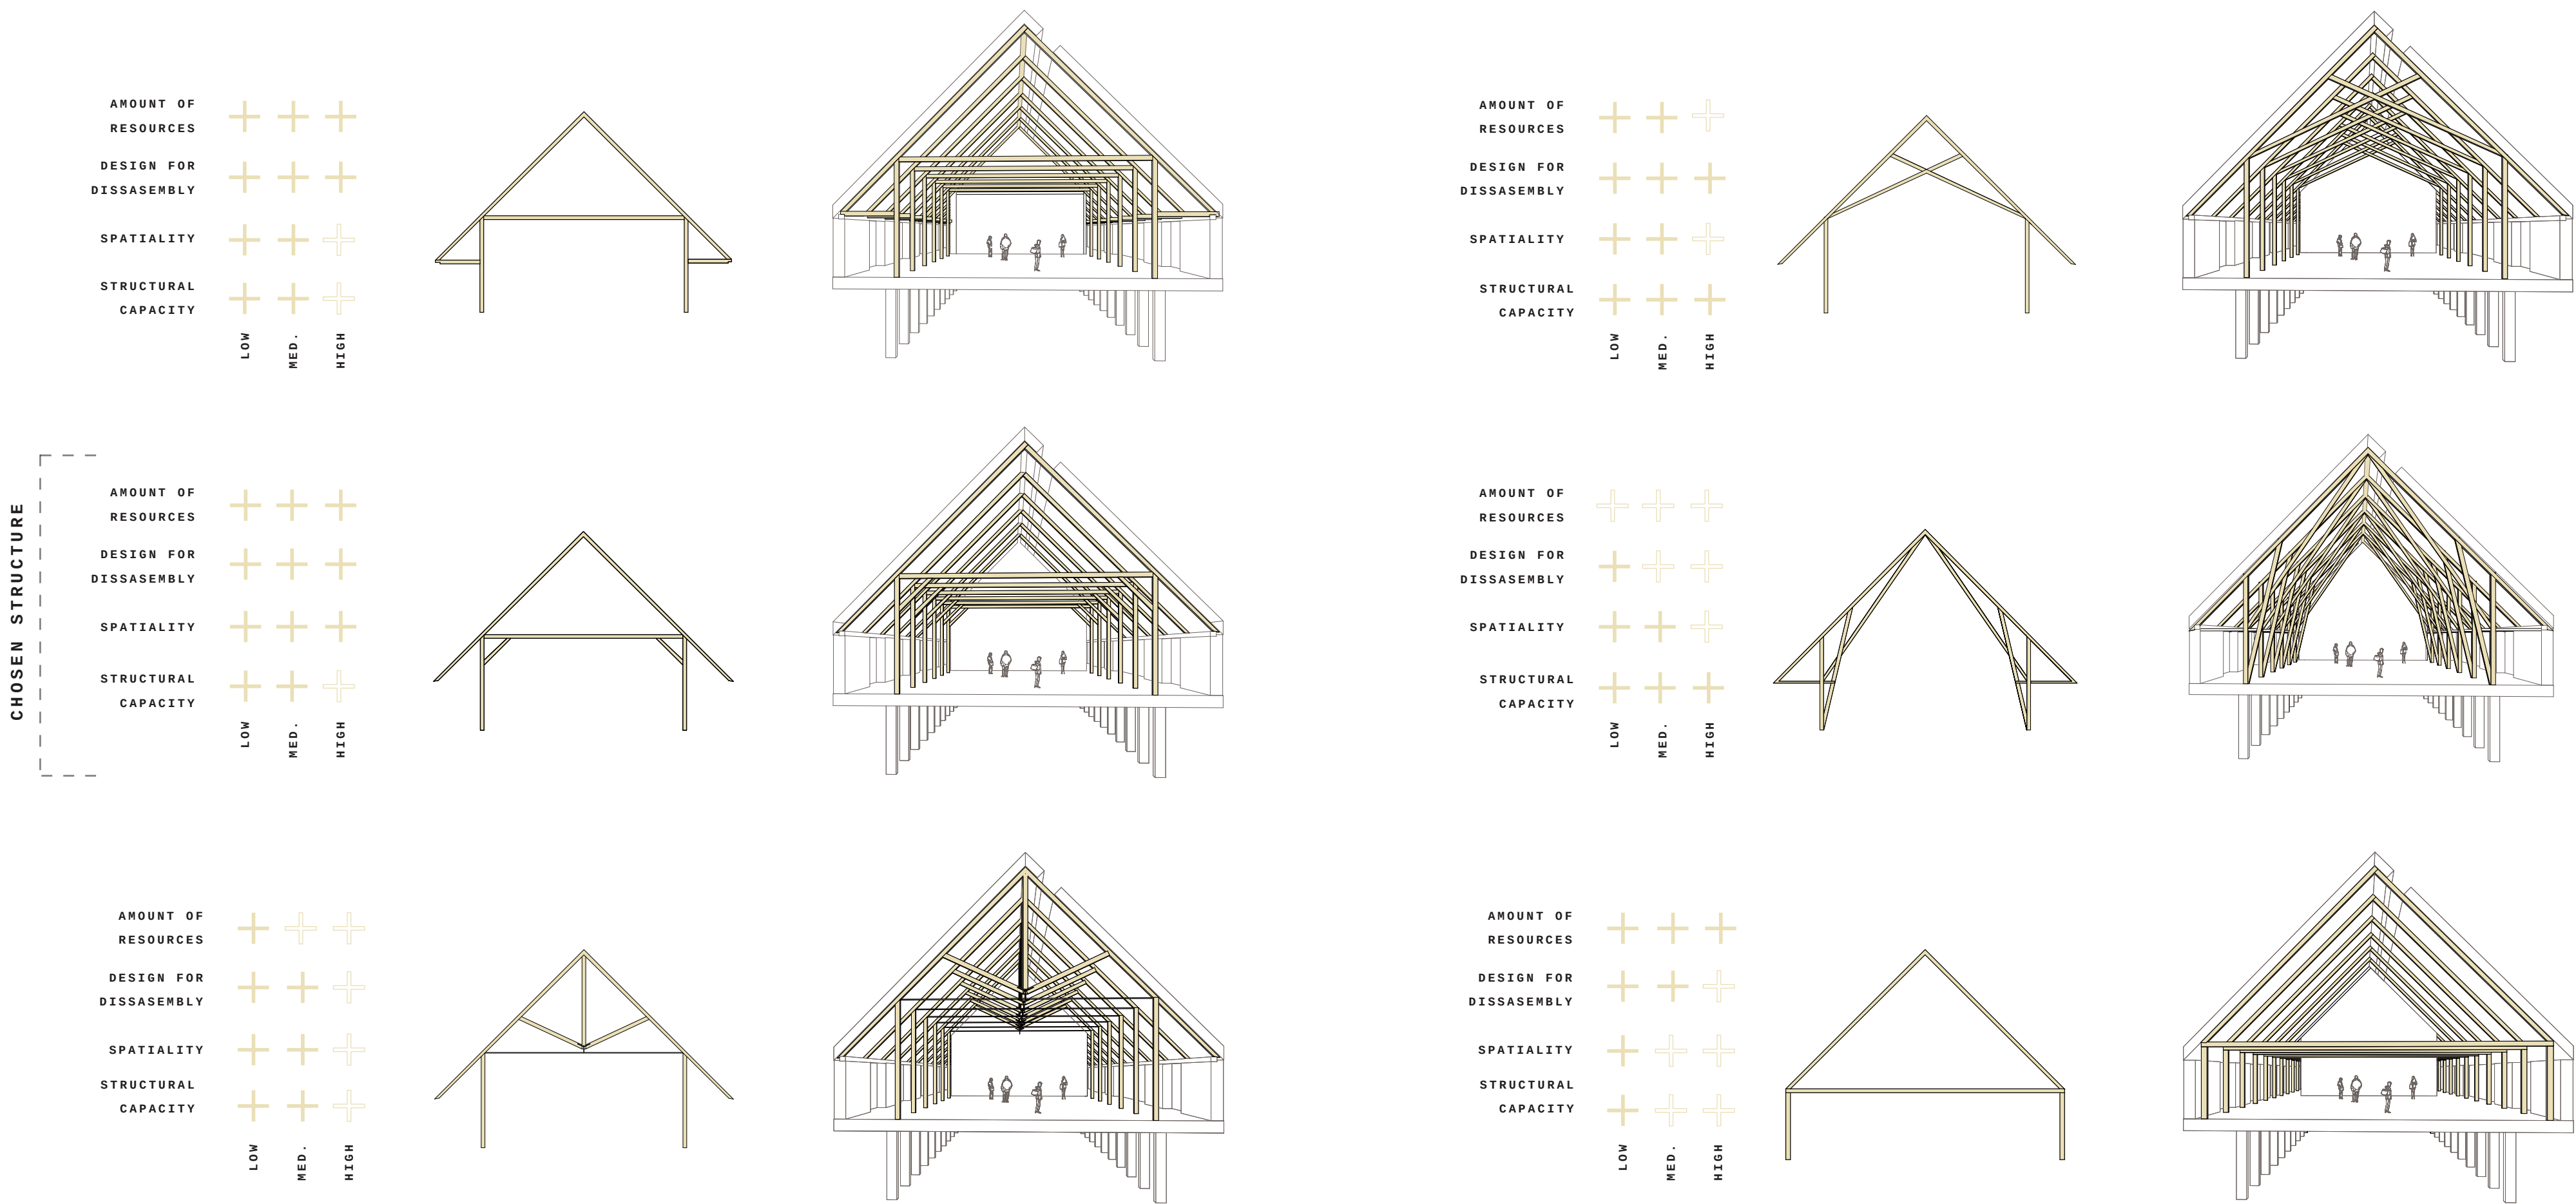 AMOUNT OF
RESOURCES
DESIGN FOR
DISSASEMBLY
SPATIALITY
STRUCTURAL
CAPACITY
LOW
MED.
HIGH
AMOUNT OF
RESOURCES
DESIGN FOR
DISSASEMBLY
SPATIALITY
STRUCTURAL
CAPACITY
LOW
MED.
HIGH
CHOSEN STRUCTURE
AMOUNT OF
RESOURCES
DESIGN FOR
DISSASEMBLY
SPATIALITY
STRUCTURAL
CAPACITY
LOW
MED.
HIGH
AMOUNT OF
RESOURCES
DESIGN FOR
DISSASEMBLY
SPATIALITY
STRUCTURAL
CAPACITY
LOW
MED.
HIGH
AMOUNT OF
RESOURCES
DESIGN FOR
DISSASEMBLY
SPATIALITY
STRUCTURAL
CAPACITY
LOW
MED.
HIGH
AMOUNT OF
RESOURCES
DESIGN FOR
DISSASEMBLY
SPATIALITY
STRUCTURAL
CAPACITY
LOW
MED.
HIGH